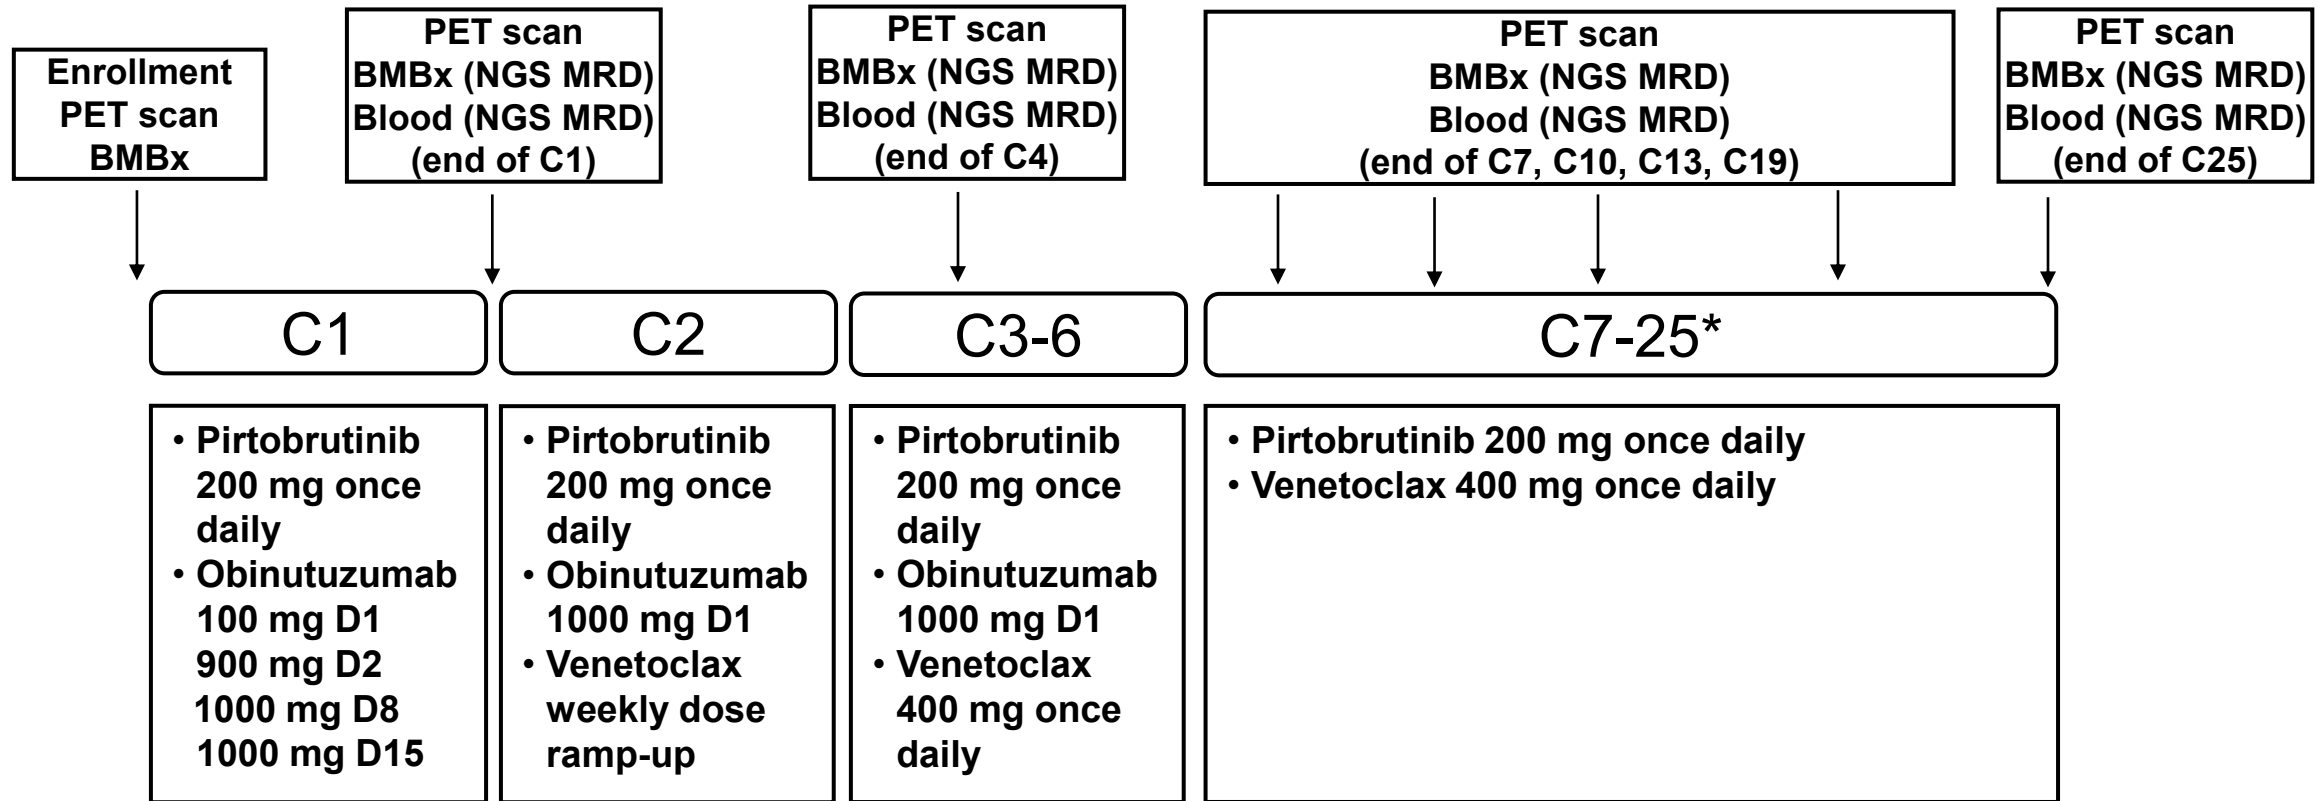 Enrollment
PET scan
BMBx
PET scan
BMBx (NGS MRD)
Blood (NGS MRD)
(end of C1)
PET scan
BMBx (NGS MRD)
Blood (NGS MRD)
(end of C4)
PET scan
BMBx (NGS MRD)
Blood (NGS MRD)
(end of C7, C10, C13, C19)
PET scan
BMBx (NGS MRD)
Blood (NGS MRD)
(end of C25)
C1
C2
C3-6
C7-25*
• Pirtobrutinib
200 mg once
daily
• Obinutuzumab
100 mg D1
900 mg D2
1000 mg D8
1000 mg D15
• Pirtobrutinib
200 mg once
daily
• Obinutuzumab
1000 mg D1
• Venetoclax
weekly dose
ramp-up
• Pirtobrutinib
200 mg once
daily
• Obinutuzumab
1000 mg D1
• Venetoclax
400 mg once
daily
• Pirtobrutinib 200 mg once daily
• Venetoclax 400 mg once daily